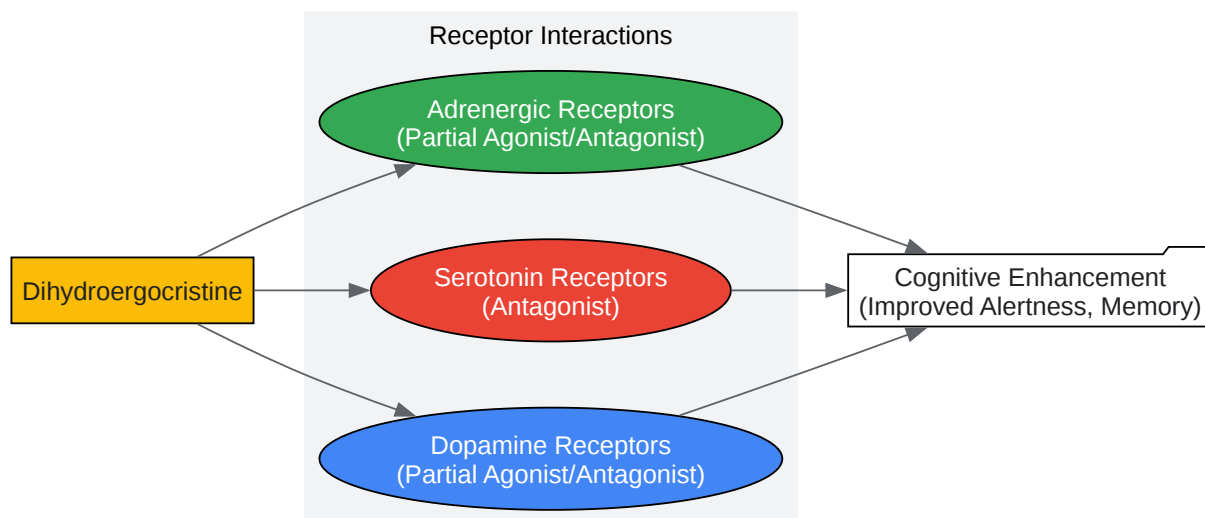 Receptor Interactions
Adrenergic Receptors
(Partial Agonist/Antagonist)
Dihydroergocristine
Serotonin Receptors
(Antagonist)
Cognitive Enhancement
(Improved Alertness, Memory)
Dopamine Receptors
(Partial Agonist/Antagonist)